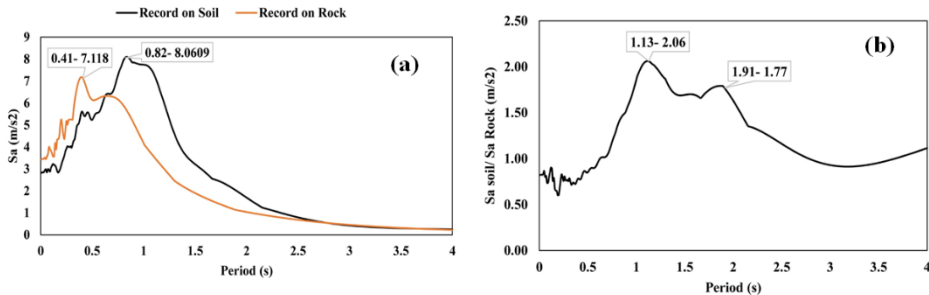 Record on Soil Record on Rock
(a)
0.41- 7.118
0.82- 8.0609
Sa (m/s2)
9
8
7
6
5
4
3
2
1
0
0 0.5 1 1.5 2 2.5 3 3.5 4
Period (s)
(b)
1.13- 2.06
1.91- 1.77
Sa soil/ Sa Rock (m/s2)
2.50
2.00
1.50
1.00
0.50
0.00
0 0.5 1 1.5 2 2.5 3 3.5 4
Period (s)